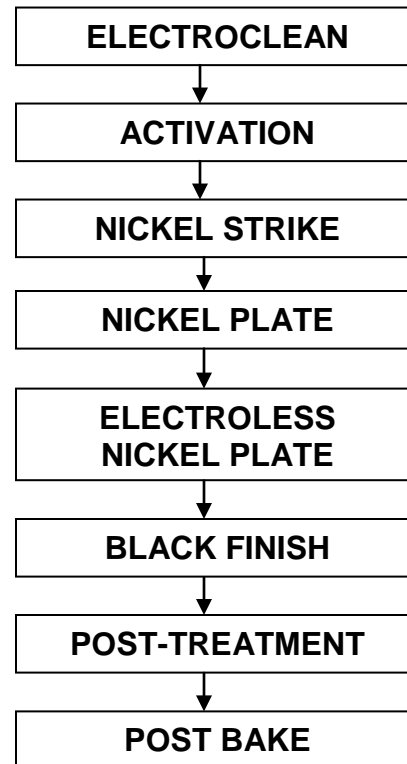 ELECTROCLEAN
ACTIVATION
NICKEL STRIKE
NICKEL PLATE
ELECTROLESS
NICKEL PLATE
BLACK FINISH
POST-TREATMENT
POST BAKE